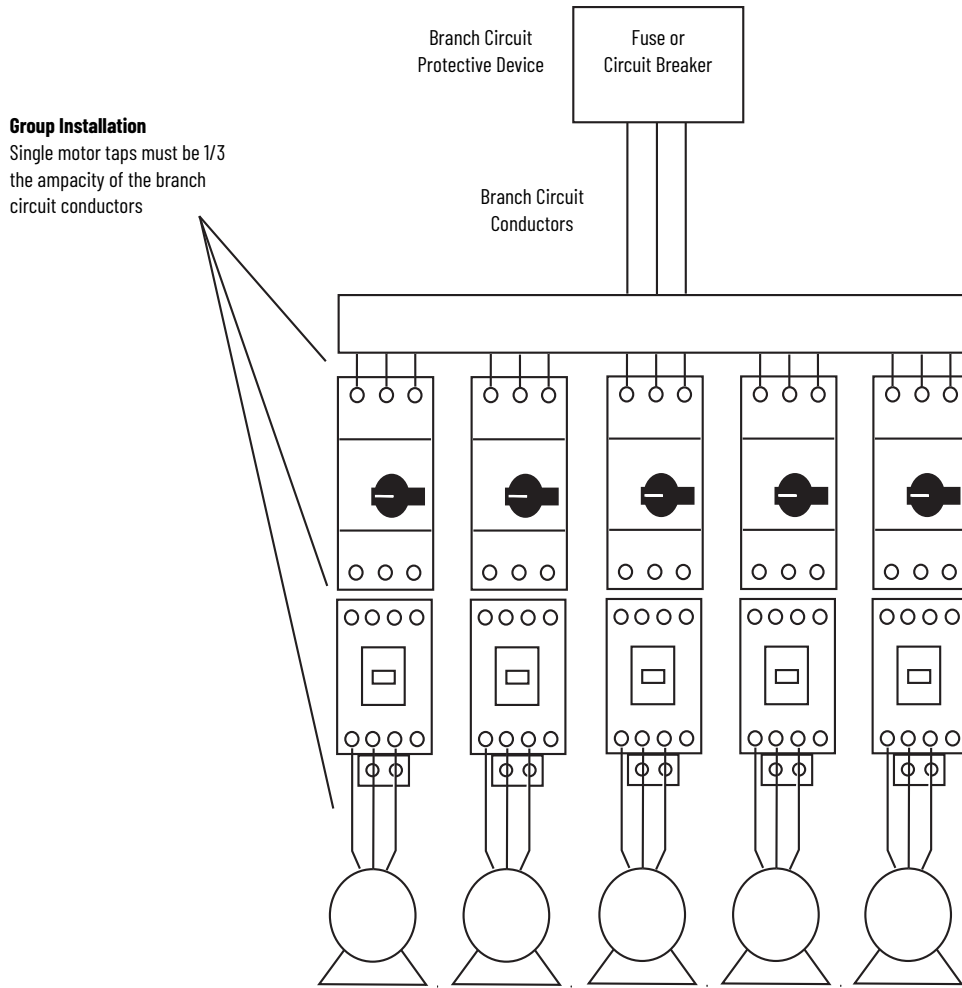 Branch Circuit
Protective Device
Fuse or
Circuit Breaker
Group Installation
Single motor taps must be 1/3
the ampacity of the branch
circuit conductors
Branch Circuit
Conductors